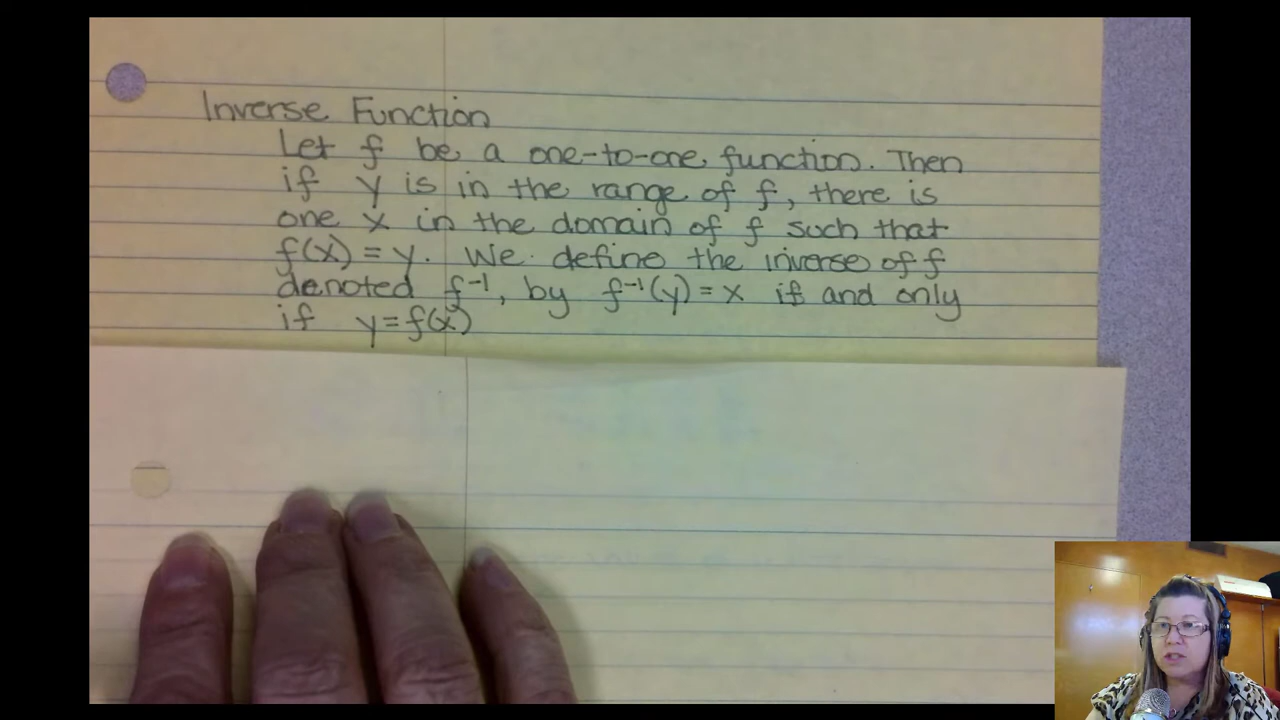 Inverse Function
Let f be a one-to-one function. Then
if y is in the range of f, there is
one x in the domain of f such that
f(x) = y. We define the inverse of f
denoted f⁻¹, by f⁻¹(y) = x if and only
if y = f(x)